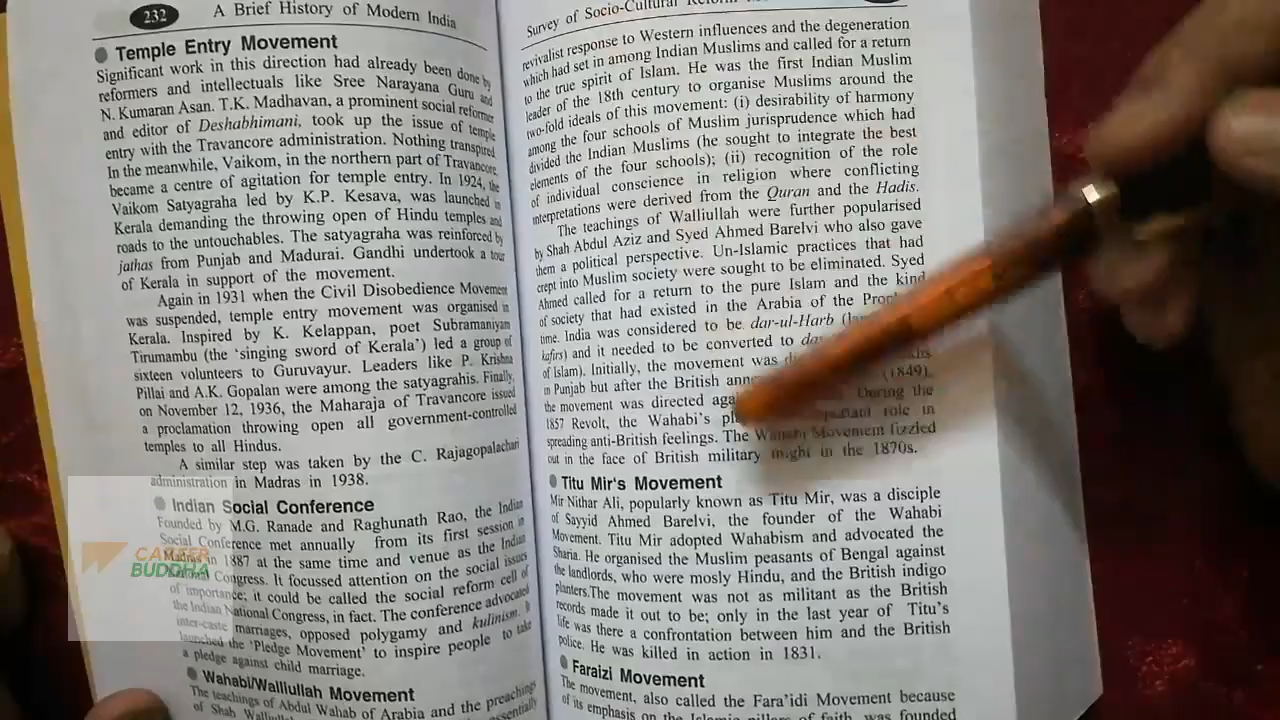 232
A Brief History of Modern India
Temple Entry Movement
Significant work in this direction had already been done by
reformers and intellectuals like Sree Narayana Guru and
N. Kumaran Asan. T.K. Madhavan, a prominent social reformer
and editor of Deshabhimani, took up the issue of temple
entry with the Travancore administration. Nothing transpired
In the meanwhile, Vaikom, in the northern part of Travancore,
became a centre of agitation for temple entry. In 1924, the
Vaikom Satyagraha led by K.P. Kesava, was launched in
Kerala demanding the throwing open of Hindu temples and
roads to the untouchables. The satyagraha was reinforced by
jathas from Punjab and Madurai. Gandhi undertook a tour
of Kerala in support of the movement.
Again in 1931 when the Civil Disobedience Movement
was suspended, temple entry movement was organised in
Kerala. Inspired by K. Kelappan, poet Subramaniyam
Tirumambu (the 'singing sword of Kerala') led a group of
sixteen volunteers to Guruvayur. Leaders like P. Krishna
Pillai and A.K. Gopalan were among the satyagrahis. Finally,
on November 12, 1936, the Maharaja of Travancore issued
a proclamation throwing open all government-controlled
temples to all Hindus.
A similar step was taken by the C. Rajagopalachari
administration in Madras in 1938.
Indian Social Conference
Founded by M.G. Ranade and Raghunath Rao, the Indian
Social Conference met annually from its first session in
Madras in 1887 at the same time and venue as the Indian
National Congress. It focussed attention on the social issues
of importance; it could be called the social reform cell of
the Indian National Congress, in fact. The conference advocated
inter-caste marriages, opposed polygamy and kulinism. It
launched the 'Pledge Movement' to inspire people to take
a pledge against child marriage.
Wahabi/Walliullah Movement
The teachings of Abdul Wahab of Arabia and the preachings
of Shah Walliullah essentially
CAREER
BUDDHA
Survey of Socio-Cultural Reform
revivalist response to Western influences and the degeneration
which had set in among Indian Muslims and called for a return
to the true spirit of Islam. He was the first Indian Muslim
leader of the 18th century to organise Muslims around the
two-fold ideals of this movement: (i) desirability of harmony
among the four schools of Muslim jurisprudence which had
divided the Indian Muslims (he sought to integrate the best
elements of the four schools); (ii) recognition of the role
of individual conscience in religion where conflicting
interpretations were derived from the Quran and the Hadis.
The teachings of Walliullah were further popularised
by Shah Abdul Aziz and Syed Ahmed Barelvi who also gave
them a political perspective. Un-Islamic practices that had
crept into Muslim society were sought to be eliminated. Syed
Ahmed called for a return to the pure Islam and the kind
of society that had existed in the Arabia of the
time. India was considered to be dar-ul-Harb
kafirs) and it needed to be converted to
of Islam). Initially, the movement was
in Punjab but after the British (1849),
the movement was directed During the
1857 Revolt, the Wahabi's role in
spreading anti-British feelings. The Wahabi Movement fizzled
out in the face of British military might in the 1870s.
Titu Mir's Movement
Mir Nithar Ali, popularly known as Titu Mir, was a disciple
of Sayyid Ahmed Barelvi, the founder of the Wahabi
Movement. Titu Mir adopted Wahabism and advocated the
Sharia. He organised the Muslim peasants of Bengal against
the landlords, who were mosly Hindu, and the British indigo
planters.The movement was not as militant as the British
records made it out to be; only in the last year of Titu's
life was there a confrontation between him and the British
police. He was killed in action in 1831.
Faraizi Movement
The movement, also called the Fara'idi Movement because
of its emphasis on the Islamic pillars of faith, was founded